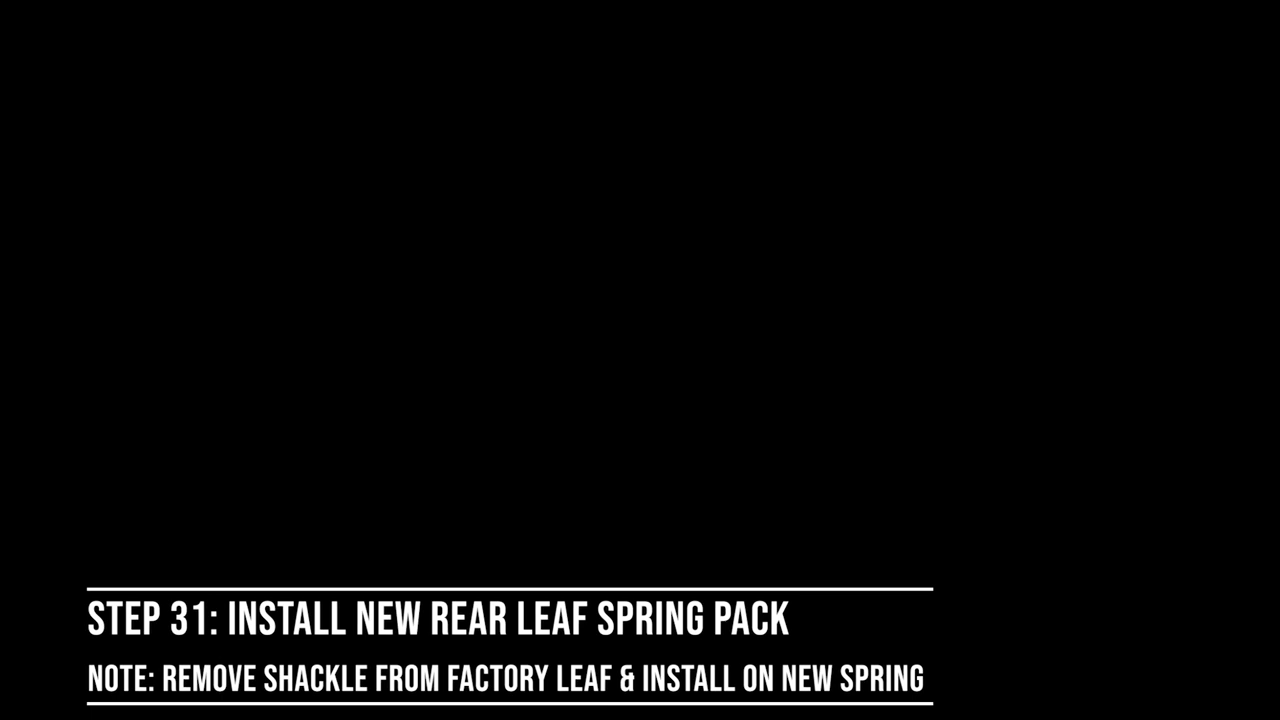 STEP 31: INSTALL NEW REAR LEAF SPRING PACK
NOTE: REMOVE SHACKLE FROM FACTORY LEAF & INSTALL ON NEW SPRING